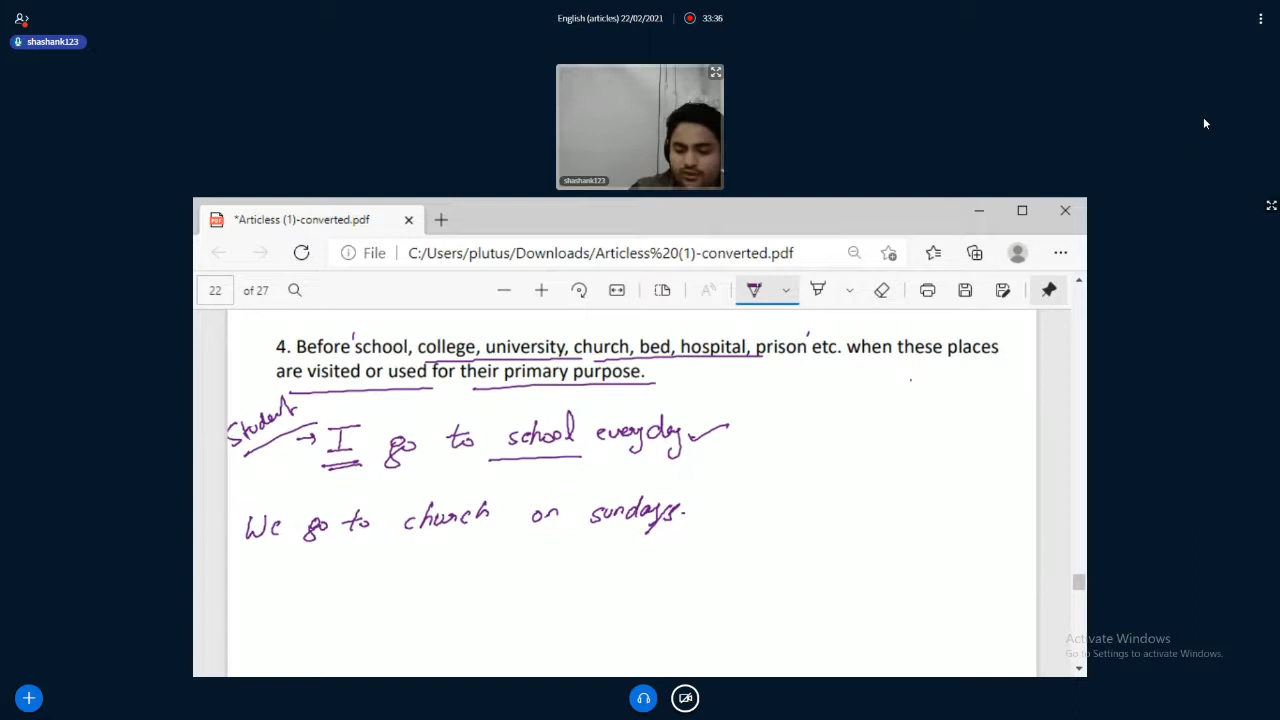 English (articles) 22/02/2021 33:36
shashank123
shashank123
*Articless (1)-converted.pdf
File C:/Users/plutus/Downloads/Articless%20(1)-converted.pdf
22 of 27
4. Before school, college, university, church, bed, hospital, prison etc. when these places
are visited or used for their primary purpose.
Student → I go to school everyday
We go to church on sundays.
Activate Windows
Go to Settings to activate Windows.